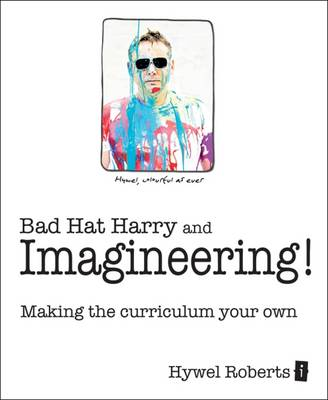 Hywel, colourful as ever
Bad Hat Harry and
Imagineering!
Making the curriculum your own
Hywel Roberts i